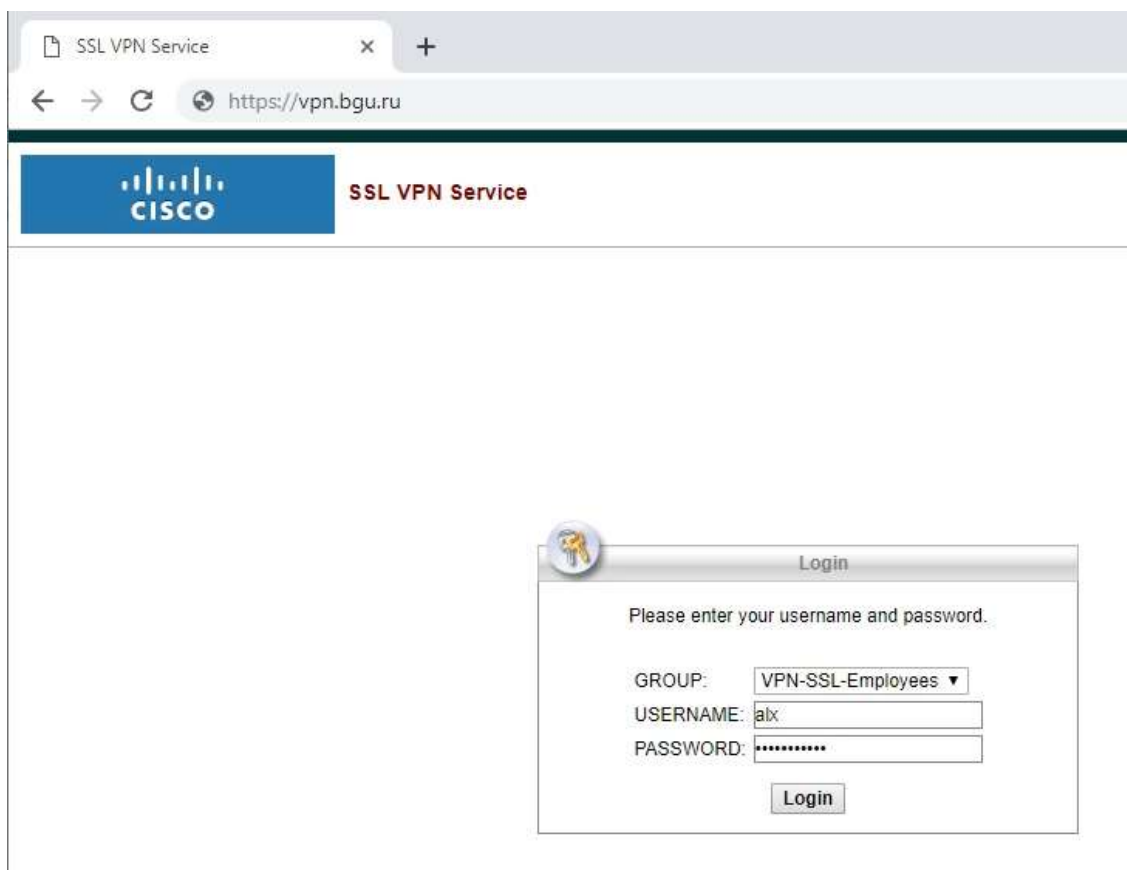 SSL VPN Service
https://vpn.bgu.ru
CISCO
SSL VPN Service
Login
Please enter your username and password.
GROUP: VPN-SSL-Employees
USERNAME: alx
PASSWORD: •••••••••••
Login